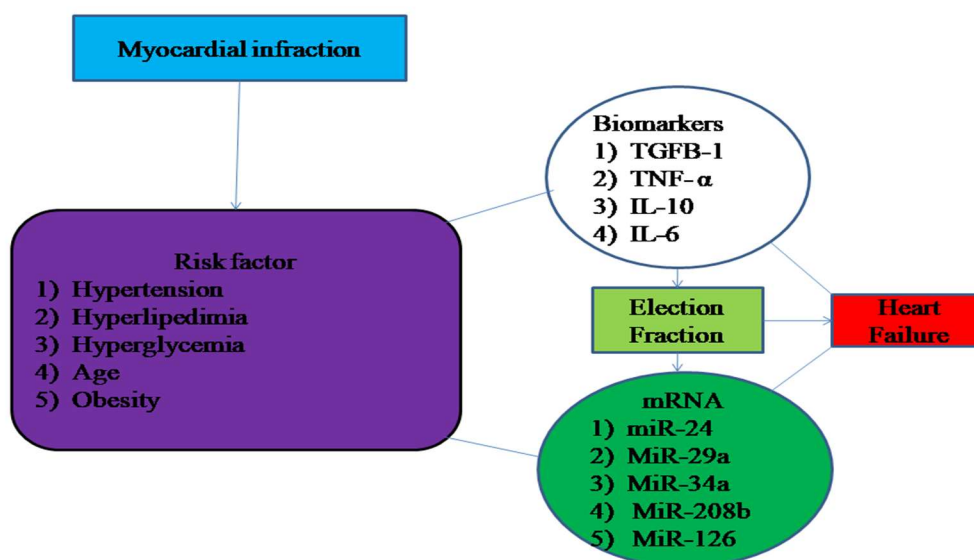 Myocardial infraction
Risk factor
1) Hypertension
2) Hyperlipedimia
3) Hyperglycemia
4) Age
5) Obesity
Biomarkers
1) TGFB-1
2) TNF-α
3) IL-10
4) IL-6
Election
Fraction
Heart
Failure
mRNA
1) miR-24
2) MiR-29a
3) MiR-34a
4) MiR-208b
5) MiR-126